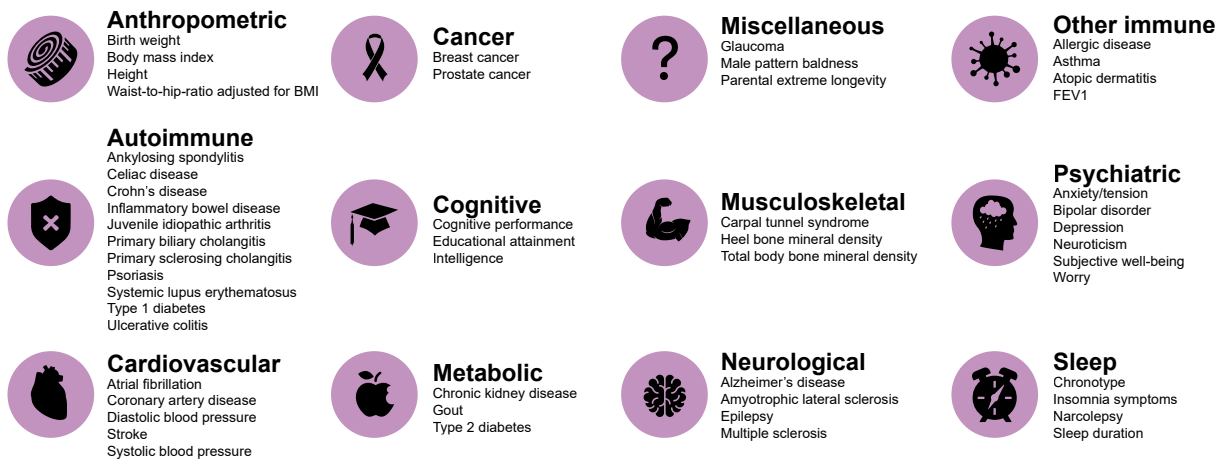 Anthropometric
Birth weight
Body mass index
Height
Waist-to-hip-ratio adjusted for BMI
Cancer
Breast cancer
Prostate cancer
?
Miscellaneous
Glaucoma
Male pattern baldness
Parental extreme longevity
Other immune
Allergic disease
Asthma
Atopic dermatitis
FEV1
Autoimmune
Ankylosing spondylitis
Celiac disease
Crohn's disease
Inflammatory bowel disease
Juvenile idiopathic arthritis
Primary biliary cholangitis
Primary sclerosing cholangitis
Psoriasis
Systemic lupus erythematosus
Type 1 diabetes
Ulcerative colitis
Cognitive
Cognitive performance
Educational attainment
Intelligence
Musculoskeletal
Carpal tunnel syndrome
Heel bone mineral density
Total body bone mineral density
Psychiatric
Anxiety/tension
Bipolar disorder
Depression
Neuroticism
Subjective well-being
Worry
Cardiovascular
Atrial fibrillation
Coronary artery disease
Diastolic blood pressure
Stroke
Systolic blood pressure
Metabolic
Chronic kidney disease
Gout
Type 2 diabetes
Neurological
Alzheimer's disease
Amyotrophic lateral sclerosis
Epilepsy
Multiple sclerosis
Sleep
Chronotype
Insomnia symptoms
Narcolepsy
Sleep duration